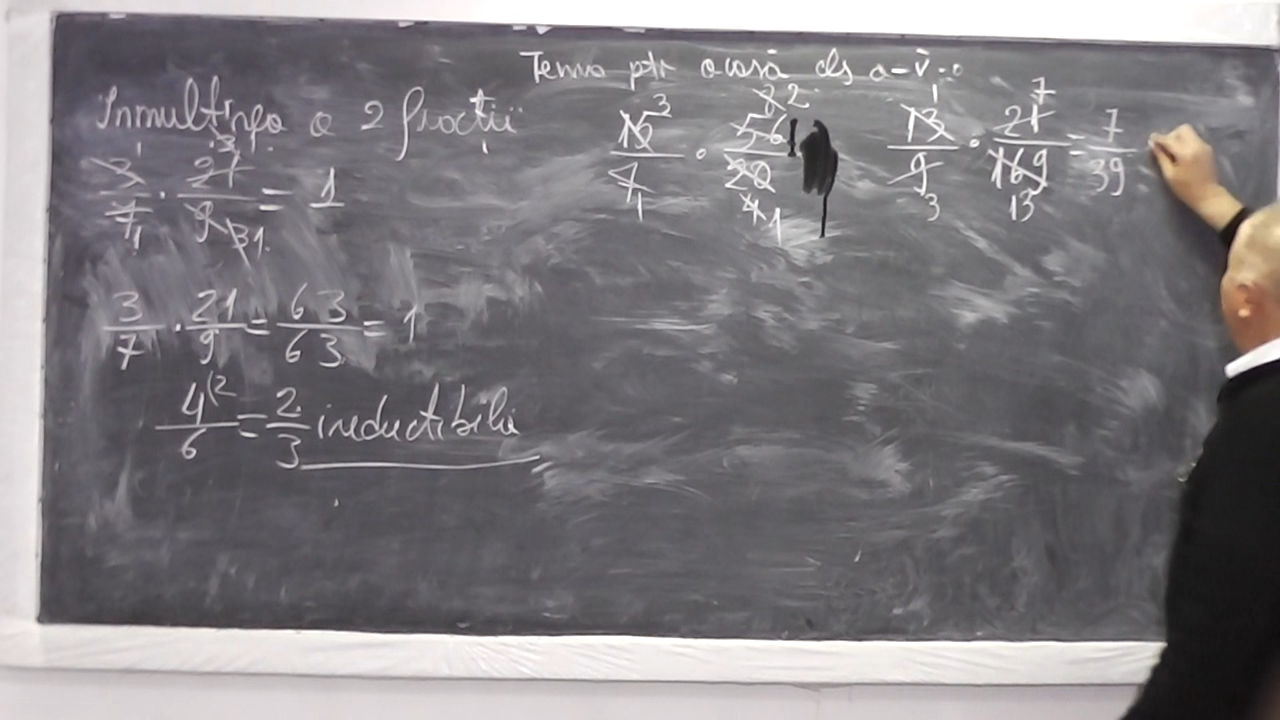 Tema ptr acasă cls a-V-a
Inmulțirea a 2 fracții
3/7 · 21/9 = 1
15/7 · 56/20
13/9 · 21/169 = 7/39
3/7 · 21/9 = 63/63 = 1
4/6 (2 = 2/3 ireductibilă